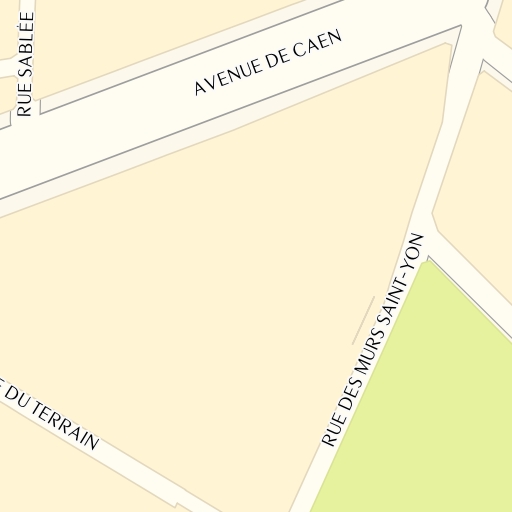 RUE SABLÉE
AVENUE DE CAEN
RUE DES MURS SAINT-YON
DU TERRAIN